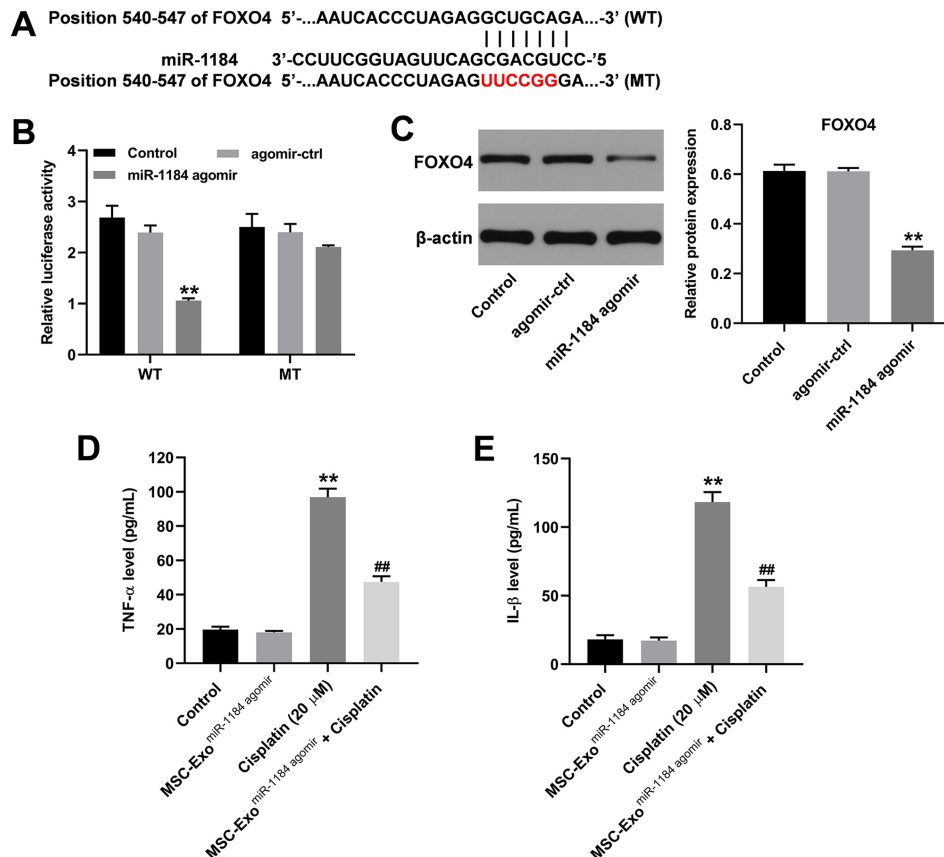 A
Position 540-547 of FOXO4 5’-...AAUCACCCUAGAGGCUGCAGA...-3’ (WT)
miR-1184 3’-CCUUCGGUAGUUCAGCGACGUCC-’5
Position 540-547 of FOXO4 5’-...AAUCACCCUAGAGUUCCGGGA...-3’ (MT)
B
Control
agomir-ctrl
miR-1184 agomir
Relative luciferase activity
4
3
2
1
0
**
WT
MT
C
FOXO4
β-actin
Control
agomir-ctrl
miR-1184 agomir
FOXO4
Relative protein expression
0.8
0.6
0.4
0.2
0.0
**
Control
agomir-ctrl
miR-1184 agomir
D
TNF-α level (pg/mL)
120
100
80
60
40
20
0
**
##
Control
MSC-Exo miR-1184 agomir
Cisplatin (20 μM)
MSC-Exo miR-1184 agomir + Cisplatin
E
IL-β level (pg/mL)
150
100
50
0
**
##
Control
MSC-Exo miR-1184 agomir
Cisplatin (20 μM)
MSC-Exo miR-1184 agomir + Cisplatin